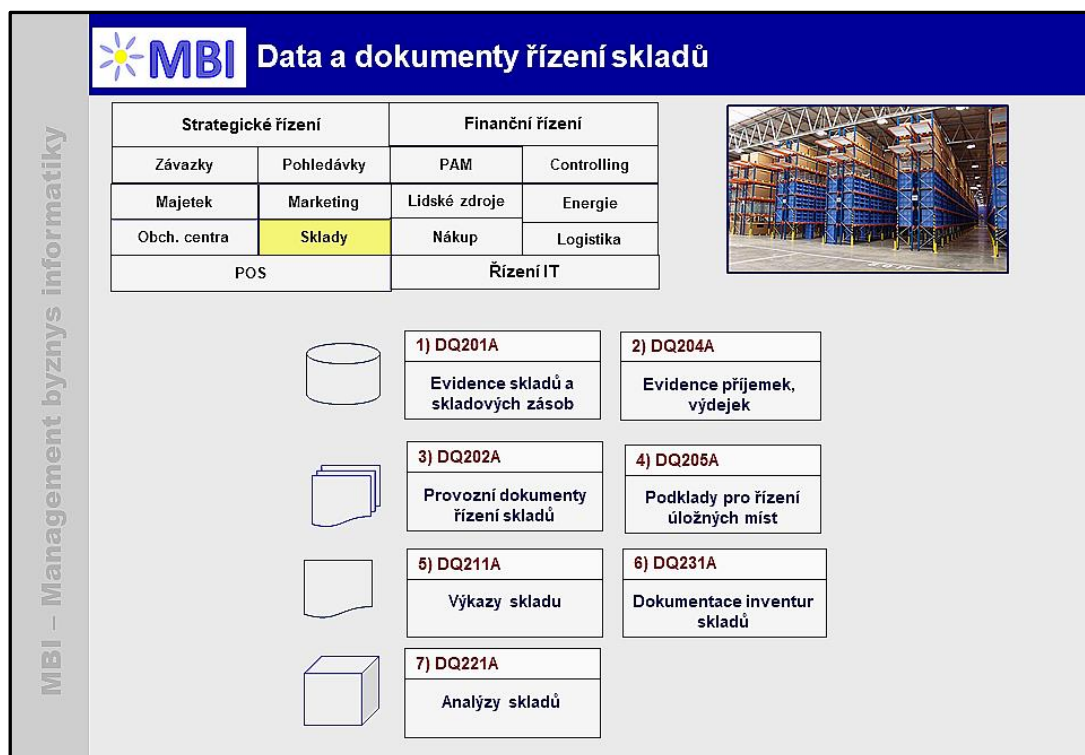 MBI Data a dokumenty řízení skladů
MBI – Management byznys informatiky
Strategické řízení Finanční řízení
Závazky Pohledávky PAM Controlling
Majetek Marketing Lidské zdroje Energie
Obch. centra Sklady Nákup Logistika
POS Řízení IT
1) DQ201A
Evidence skladů a
skladových zásob
2) DQ204A
Evidence příjemek,
výdejek
3) DQ202A
Provozní dokumenty
řízení skladů
4) DQ205A
Podklady pro řízení
úložných míst
5) DQ211A
Výkazy skladu
6) DQ231A
Dokumentace inventur
skladů
7) DQ221A
Analýzy skladů